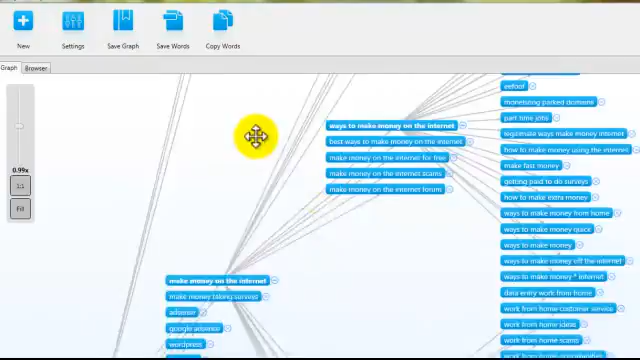 New
Settings
Save Graph
Save Words
Copy Words
Graph
Browser
0.99x
1:1
Fill
ways to make money on the internet
best ways to make money on the internet
make money on the internet for free
make money on the internet scams
make money on the internet forum
make money on the internet
make money taking surveys
adsense
google adsense
wordpress
eefoof
monetising parked domains
part time jobs
legitimate ways make money internet
how to make money using the internet
make fast money
getting paid to do surveys
how to make extra money
ways to make money from home
ways to make money quick
ways to make money
ways to make money off the internet
ways to make money * internet
data entry work from home
work from home customer service
work from home ideas
work from home scams